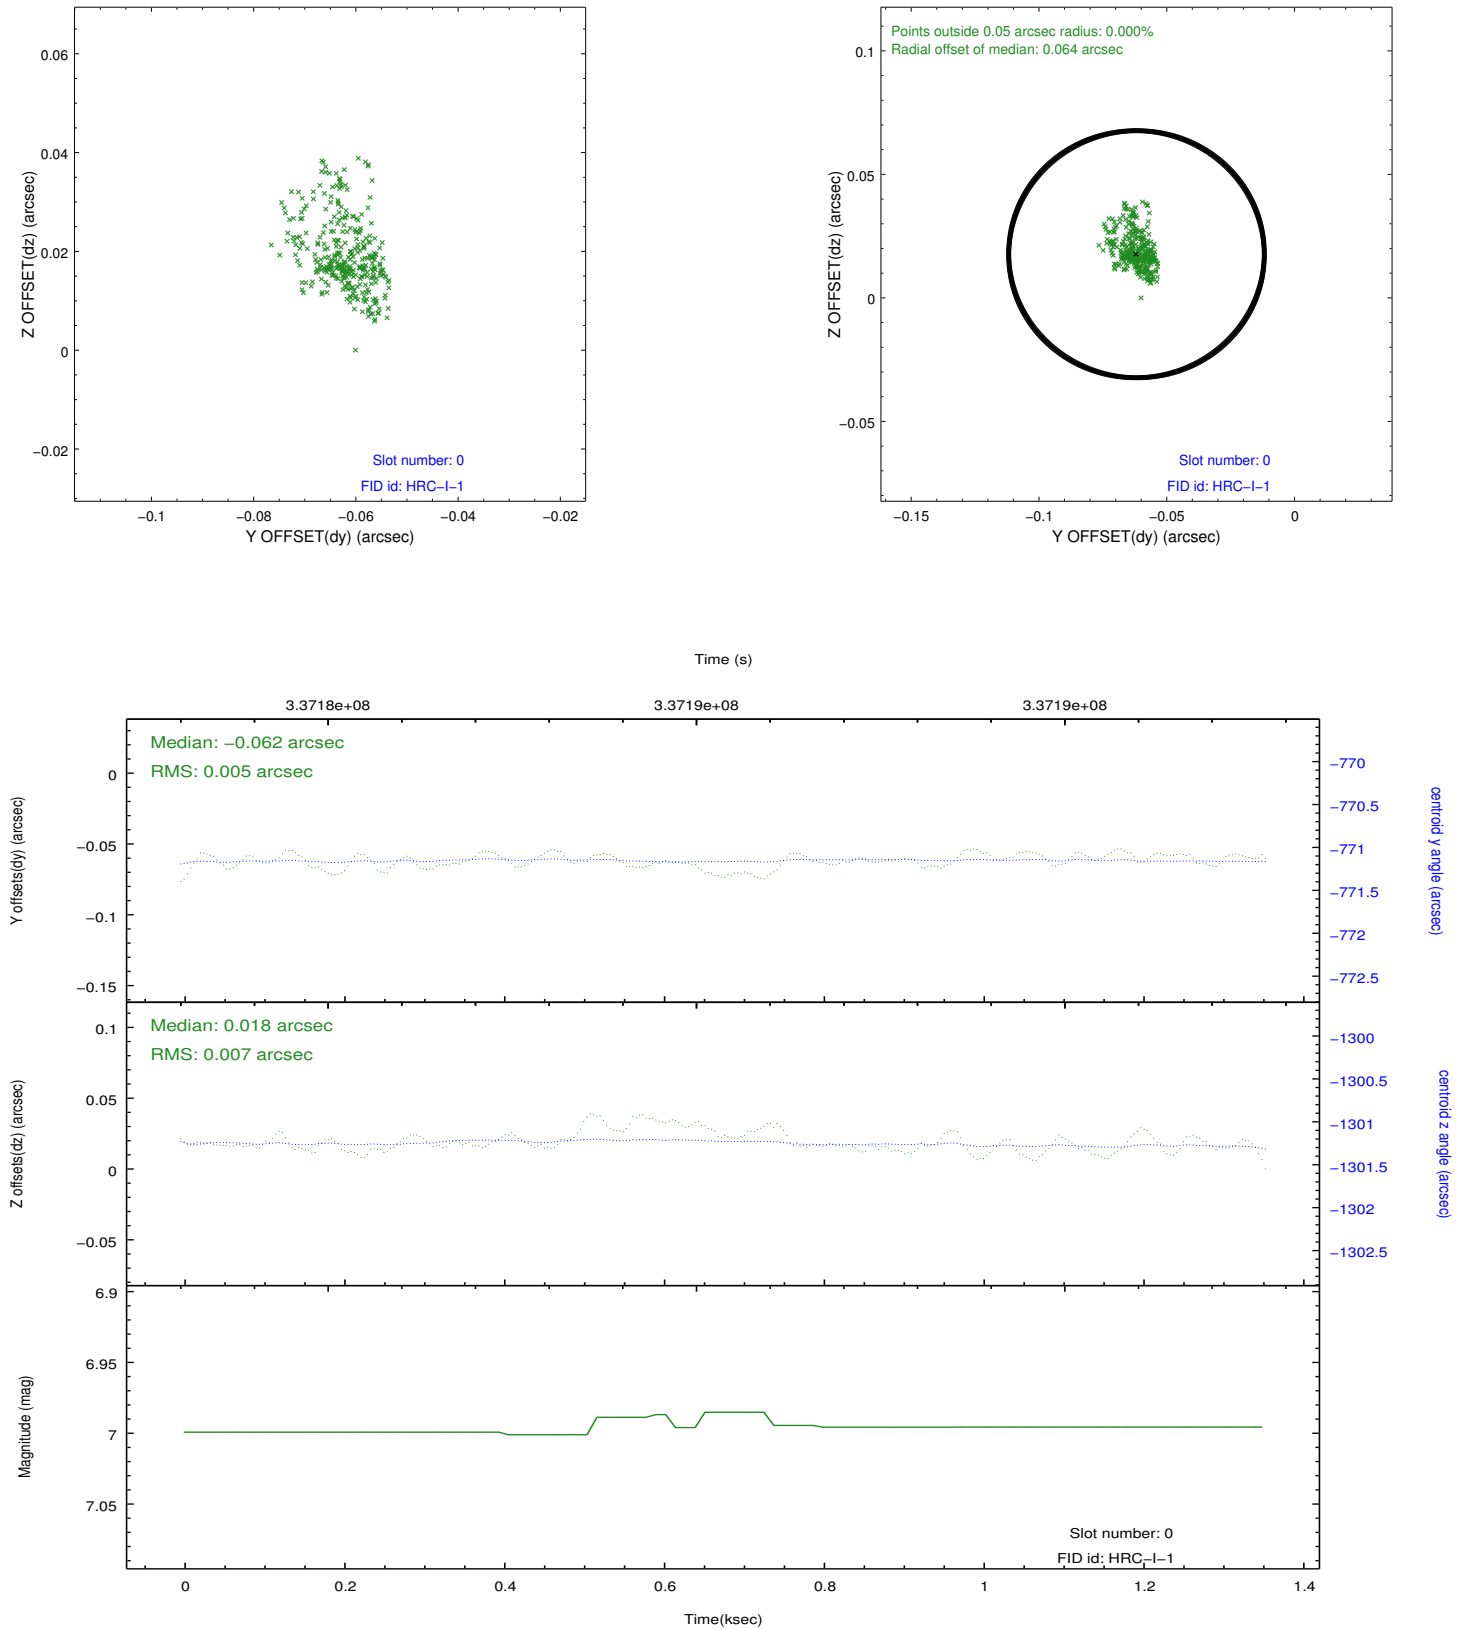 0.06
0.04
0.02
0
−0.02
Z OFFSET(dz) (arcsec)
Slot number: 0
FID id: HRC−I−1
−0.1
−0.08
−0.06
−0.04
−0.02
Y OFFSET(dy) (arcsec)
Points outside 0.05 arcsec radius: 0.000%
Radial offset of median: 0.064 arcsec
0.1
0.05
0
−0.05
Z OFFSET(dz) (arcsec)
Slot number: 0
FID id: HRC−I−1
−0.15
−0.1
−0.05
0
Y OFFSET(dy) (arcsec)
Time (s)
3.3718e+08
3.3719e+08
3.3719e+08
Median: −0.062 arcsec
RMS: 0.005 arcsec
0
−0.05
−0.1
−0.15
Y offsets(dy) (arcsec)
−770
−770.5
−771
−771.5
−772
−772.5
centroid y angle (arcsec)
Median: 0.018 arcsec
RMS: 0.007 arcsec
0.1
0.05
0
−0.05
Z offsets(dz) (arcsec)
−1300
−1300.5
−1301
−1301.5
−1302
−1302.5
centroid z angle (arcsec)
6.9
6.95
7
7.05
Magnitude (mag)
Slot number: 0
FID id: HRC−I−1
0
0.2
0.4
0.6
0.8
1
1.2
1.4
Time(ksec)